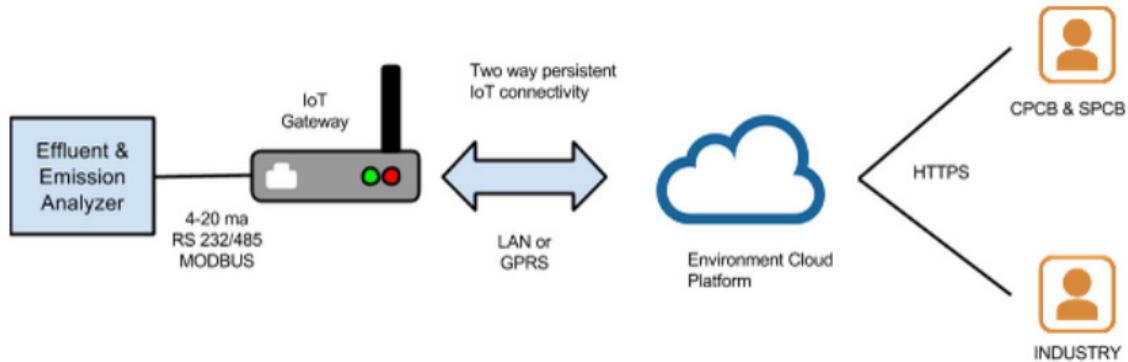 Effluent &
Emission
Analyzer
4-20 ma
RS 232/485
MODBUS
IoT
Gateway
Two way persistent
IoT connectivity
LAN or
GPRS
Environment Cloud
Platform
HTTPS
CPCB & SPCB
INDUSTRY